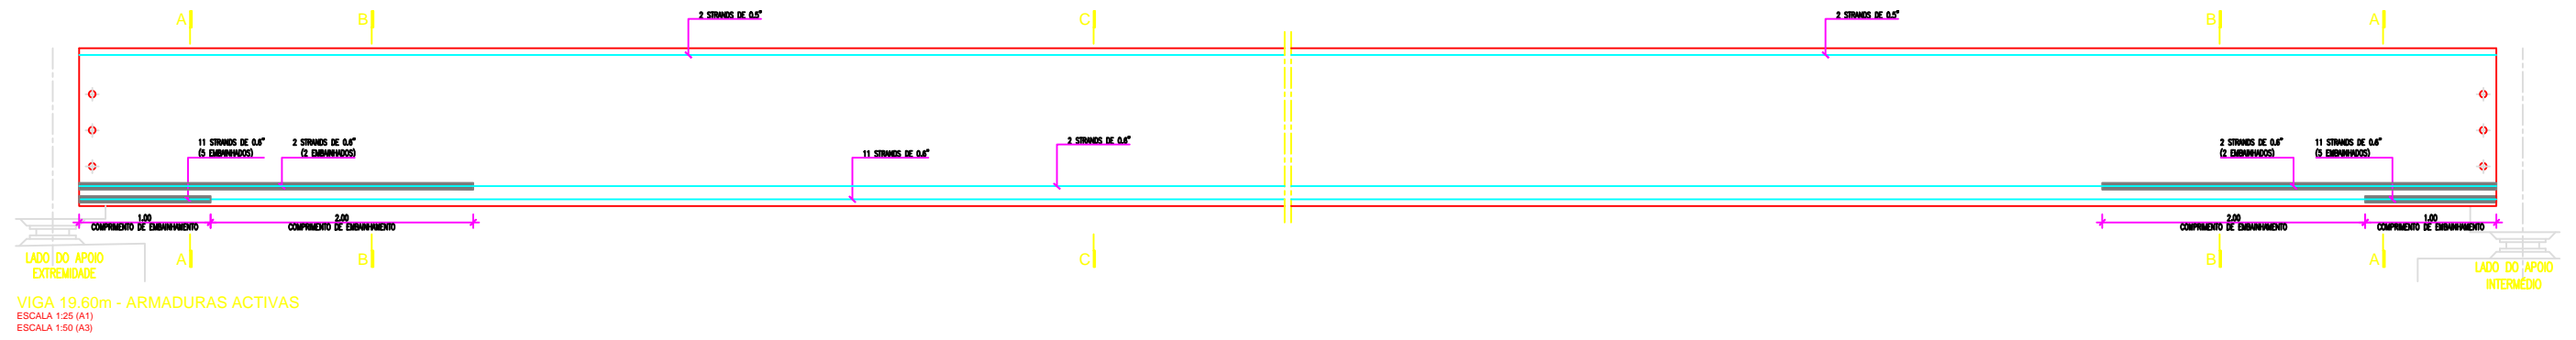 A B 2 STRANDS DE 0.5" C 2 STRANDS DE 0.5" B A
2 STRANDS DE 0.6"
11 STRANDS DE 0.6" 2 STRANDS DE 0.6" 2 STRANDS DE 0.6" 11 STRANDS DE 0.6"
(5 EMBAINHADOS) (2 EMBAINHADOS) 11 STRANDS DE 0.6" (2 EMBAINHADOS) (5 EMBAINHADOS)
1.00 2.00 2.00 1.00
COMPRIMENTO DE EMBAINHAMENTO COMPRIMENTO DE EMBAINHAMENTO COMPRIMENTO DE EMBAINHAMENTO COMPRIMENTO DE EMBAINHAMENTO
A B C B A
LADO DO APOIO
EXTREMIDADE
LADO DO APOIO
INTERMÉDIO
VIGA 19.60m - ARMADURAS ACTIVAS
ESCALA 1:25 (A1)
ESCALA 1:50 (A3)